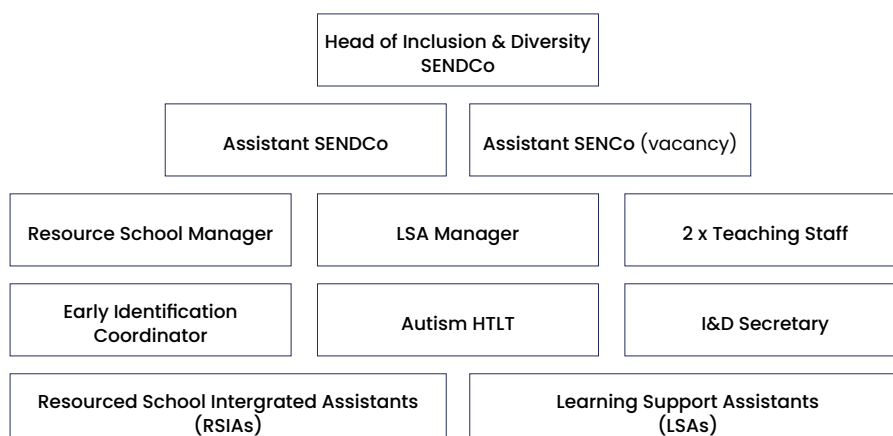 Head of Inclusion & Diversity
SENDCo
Assistant SENDCo
Assistant SENCo (vacancy)
Resource School Manager
LSA Manager
2 x Teaching Staff
Early Identification
Coordinator
Autism HTLT
I&D Secretary
Resourced School Intergrated Assistants
(RSIAs)
Learning Support Assistants
(LSAs)